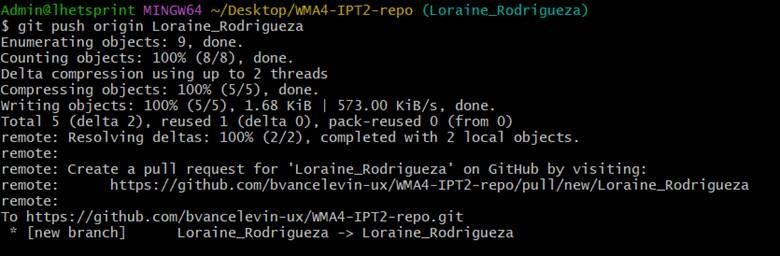 Admin@lhetsprint MINGW64 ~/Desktop/WMA4-IPT2-repo (Loraine_Rodrigueza)
$ git push origin Loraine_Rodrigueza
Enumerating objects: 9, done.
Counting objects: 100% (8/8), done.
Delta compression using up to 2 threads
Compressing objects: 100% (5/5), done.
Writing objects: 100% (5/5), 1.68 KiB | 573.00 KiB/s, done.
Total 5 (delta 2), reused 1 (delta 0), pack-reused 0 (from 0)
remote: Resolving deltas: 100% (2/2), completed with 2 local objects.
remote:
remote: Create a pull request for 'Loraine_Rodrigueza' on GitHub by visiting:
remote:      https://github.com/bvancelevin-ux/WMA4-IPT2-repo/pull/new/Loraine_Rodrigueza
remote:
To https://github.com/bvancelevin-ux/WMA4-IPT2-repo.git
 * [new branch]      Loraine_Rodrigueza -> Loraine_Rodrigueza